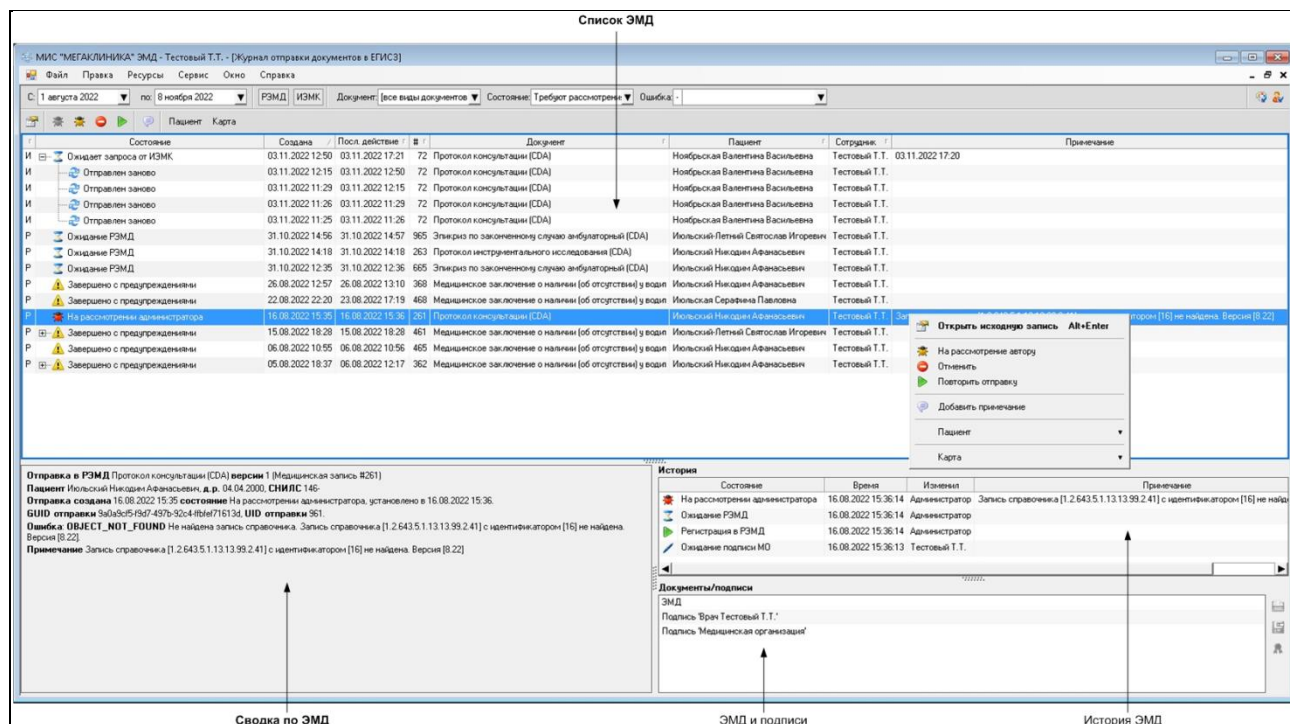 Список ЭМД
МИС "МЕГАКЛИНИКА" ЭМД - Тестовый Т.Т. - [Журнал отправки документов в ЕГИСЗ]
Файл Правка Ресурсы Сервис Окно Справка
С: 1 августа 2022 по: 8 ноября 2022 РЭМД ИЭМК Документ: [все виды документов Состояние: Требуют рассмотрение Ошибка: -
Пациент Карта
Состояние Создана Посл. действие # Документ Пациент Сотрудник Примечание
И Ожидает запроса от ИЭМК 03.11.2022 12:50 03.11.2022 17:21 72 Протокол консультации (CDA) Ноябрьская Валентина Васильевна Тестовый Т.Т. 03.11.2022 17:20
И Отправлен заново 03.11.2022 12:15 03.11.2022 12:50 72 Протокол консультации (CDA) Ноябрьская Валентина Васильевна Тестовый Т.Т.
И Отправлен заново 03.11.2022 11:29 03.11.2022 12:15 72 Протокол консультации (CDA) Ноябрьская Валентина Васильевна Тестовый Т.Т.
И Отправлен заново 03.11.2022 11:26 03.11.2022 11:29 72 Протокол консультации (CDA) Ноябрьская Валентина Васильевна Тестовый Т.Т.
И Отправлен заново 03.11.2022 11:25 03.11.2022 11:26 72 Протокол консультации (CDA) Ноябрьская Валентина Васильевна Тестовый Т.Т.
Р Ожидание РЭМД 31.10.2022 14:56 31.10.2022 14:57 965 Эпикриз по законченному случаю амбулаторный (CDA) Июльский-Летний Святослав Игоревич Тестовый Т.Т.
Р Ожидание РЭМД 31.10.2022 14:18 31.10.2022 14:18 263 Протокол инструментального исследования (CDA) Июльский Никодим Афанасьевич Тестовый Т.Т.
Р Ожидание РЭМД 31.10.2022 12:35 31.10.2022 12:36 665 Эпикриз по законченному случаю амбулаторный (CDA) Июльский Никодим Афанасьевич Тестовый Т.Т.
Р Завершено с предупреждениями 26.08.2022 12:57 26.08.2022 13:10 368 Медицинское заключение о наличии (об отсутствии) у водит Июльский Никодим Афанасьевич Тестовый Т.Т.
Р Завершено с предупреждениями 22.08.2022 22:20 23.08.2022 17:19 468 Медицинское заключение о наличии (об отсутствии) у водит Июльская Серафима Павловна Тестовый Т.Т.
Р На рассмотрении администратора 16.08.2022 15:35 16.08.2022 15:36 261 Протокол консультации (CDA) Июльский Никодим Афанасьевич Тестовый Т.Т. [16] не найдена. Версия [8.22]
Р Завершено с предупреждениями 15.08.2022 18:28 15.08.2022 18:28 461 Медицинское заключение о наличии (об отсутствии) у водит Июльский-Летний Святослав Игоревич Тестовый Т.Т.
Р Завершено с предупреждениями 06.08.2022 10:55 06.08.2022 10:56 465 Медицинское заключение о наличии (об отсутствии) у водит Июльский Никодим Афанасьевич Тестовый Т.Т.
Р Завершено с предупреждениями 05.08.2022 18:37 06.08.2022 12:17 362 Медицинское заключение о наличии (об отсутствии) у водит Июльский Никодим Афанасьевич Тестовый Т.Т.
Открыть исходную запись Alt+Enter
На рассмотрение автору
Отменить
Повторить отправку
Добавить примечание
Пациент
Карта
Отправка в РЭМД Протокол консультации (CDA) версии 1 (Медицинская запись #261)
Пациент Июльский Никодим Афанасьевич, д.р. 04.04.2000, СНИЛС 146-
Отправка создана 16.08.2022 15:35 состояние На рассмотрении администратора, установлено в 16.08.2022 15:36.
GUID отправки 9a0a9cf5-f9d7-497b-92c4-ffbfef71613d, UID отправки 961.
Ошибка: OBJECT_NOT_FOUND Не найдена запись справочника. Запись справочника [1.2.643.5.1.13.13.99.2.41] с идентификатором [16] не найдена.
Версия [8.22].
Примечание Запись справочника [1.2.643.5.1.13.13.99.2.41] с идентификатором [16] не найдена. Версия [8.22]
История
Состояние Время Изменил Примечание
На рассмотрении администратора 16.08.2022 15:36:14 Администратор Запись справочника [1.2.643.5.1.13.13.99.2.41] с идентификатором [16] не найде
Ожидание РЭМД 16.08.2022 15:36:14 Администратор
Регистрация в РЭМД 16.08.2022 15:36:14 Администратор
Ожидание подписи МО 16.08.2022 15:36:13 Тестовый Т.Т.
Документы/подписи
ЭМД
Подпись 'Врач Тестовый Т.Т.'
Подпись 'Медицинская организация'
Сводка по ЭМД ЭМД и подписи История ЭМД